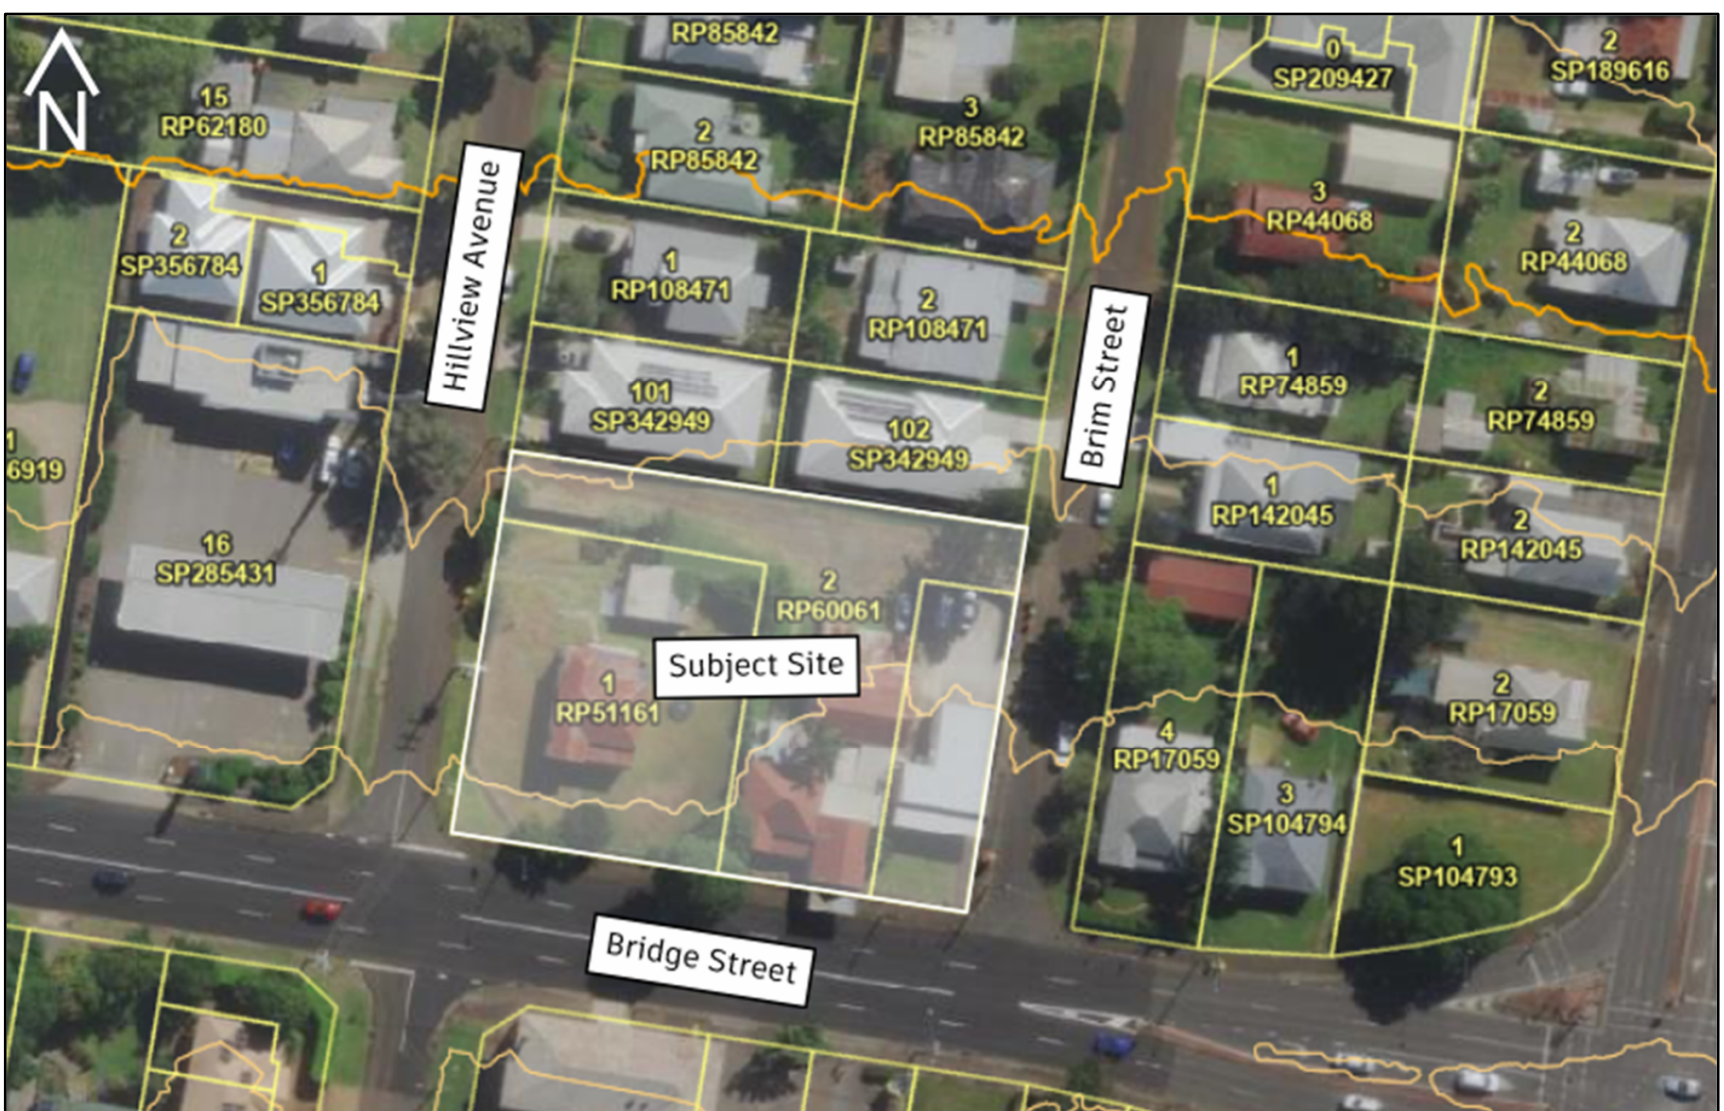 RP85842
0
SP209427
2
SP189616
N
15
RP62180
2
RP85842
3
RP85842
3
RP44068
2
RP44068
2
SP356784
1
SP356784
Hillview Avenue
1
RP108471
2
RP108471
Brim Street
1
RP74859
2
RP74859
101
SP342949
102
SP342949
1
6919
1
RP142045
2
RP142045
16
SP285431
2
RP60061
Subject Site
1
RP51161
2
RP17059
4
RP17059
3
SP104794
1
SP104793
Bridge Street